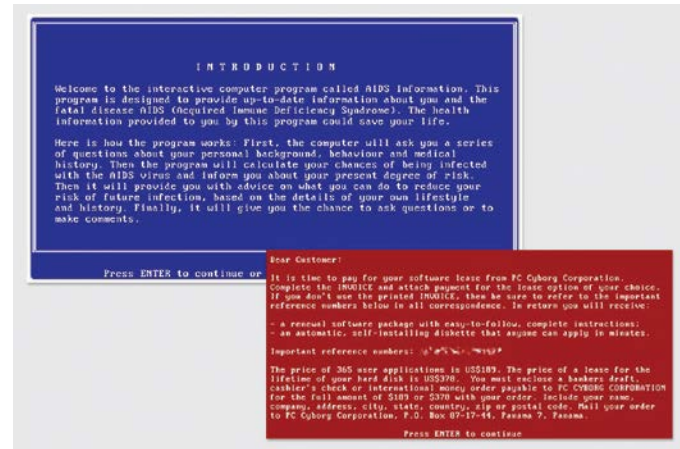 INTRODUCTION
Welcome to the interactive computer program called AIDS Information. This
program is designed to provide up-to-date information about you and the
fatal disease AIDS (Acquired Immune Deficiency Syndrome). The health
information provided to you by this program could save your life.
Here is how the program works: First, the computer will ask you a series
of questions about your personal background, behaviour and medical
history. Then the program will calculate your chances of being infected
with the AIDS virus and inform you about your present degree of risk.
Then it will provide you with advice on what you can do to reduce your
risk of future infection, based on the details of your own lifestyle
and history. Finally, it will give you the chance to ask questions or to
make comments.
Press ENTER to continue or
Dear Customer:
It is time to pay for your software lease from PC Cyborg Corporation.
Complete the INVOICE and attach payment for the lease option of your choice.
If you don't use the printed INVOICE, then be sure to refer to the important
reference numbers below in all correspondence. In return you will receive:
- a renewal software package with easy-to-follow, complete instructions;
- an automatic, self-installing diskette that anyone can apply in minutes.
Important reference numbers:
The price of 365 user applications is US$189. The price of a lease for the
lifetime of your hard disk is US$378. You must enclose a bankers draft,
cashier's check or international money order payable to PC CYBORG CORPORATION
for the full amount of $189 or $378 with your order. Include your name,
company, address, city, state, country, zip or postal code. Mail your order
to PC Cyborg Corporation, P.O. Box 87-17-44, Panama 7, Panama.
Press ENTER to continue